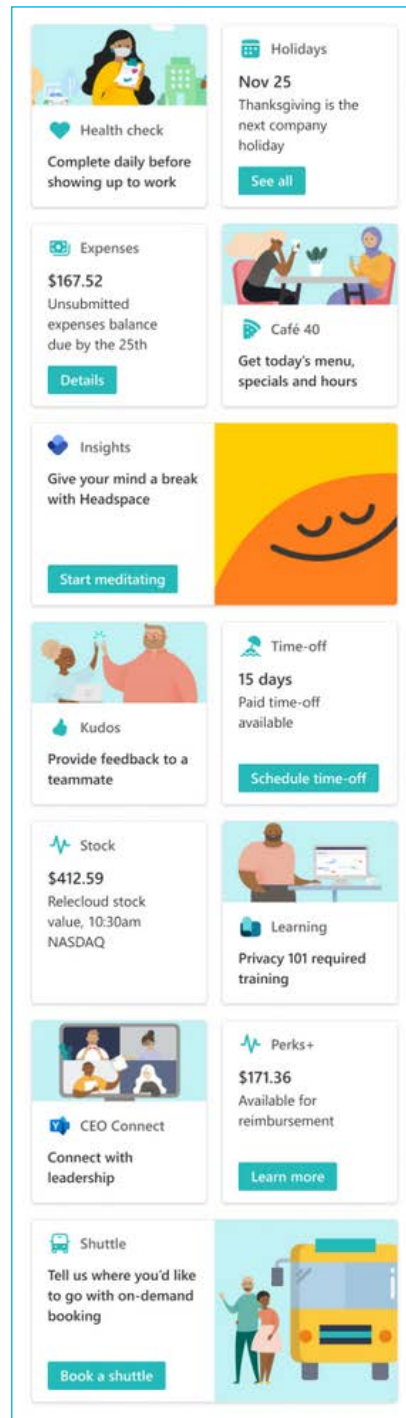 Health check
Complete daily before
showing up to work
Holidays
Nov 25
Thanksgiving is the
next company
holiday
See all
Expenses
$167.52
Unsubmitted
expenses balance
due by the 25th
Details
Café 40
Get today's menu,
specials and hours
Insights
Give your mind a break
with Headspace
Start meditating
Kudos
Provide feedback to a
teammate
Time-off
15 days
Paid time-off
available
Schedule time-off
Stock
$412.59
Relecloud stock
value, 10:30am
NASDAQ
Learning
Privacy 101 required
training
CEO Connect
Connect with
leadership
Perks+
$171.36
Available for
reimbursement
Learn more
Shuttle
Tell us where you'd like
to go with on-demand
booking
Book a shuttle